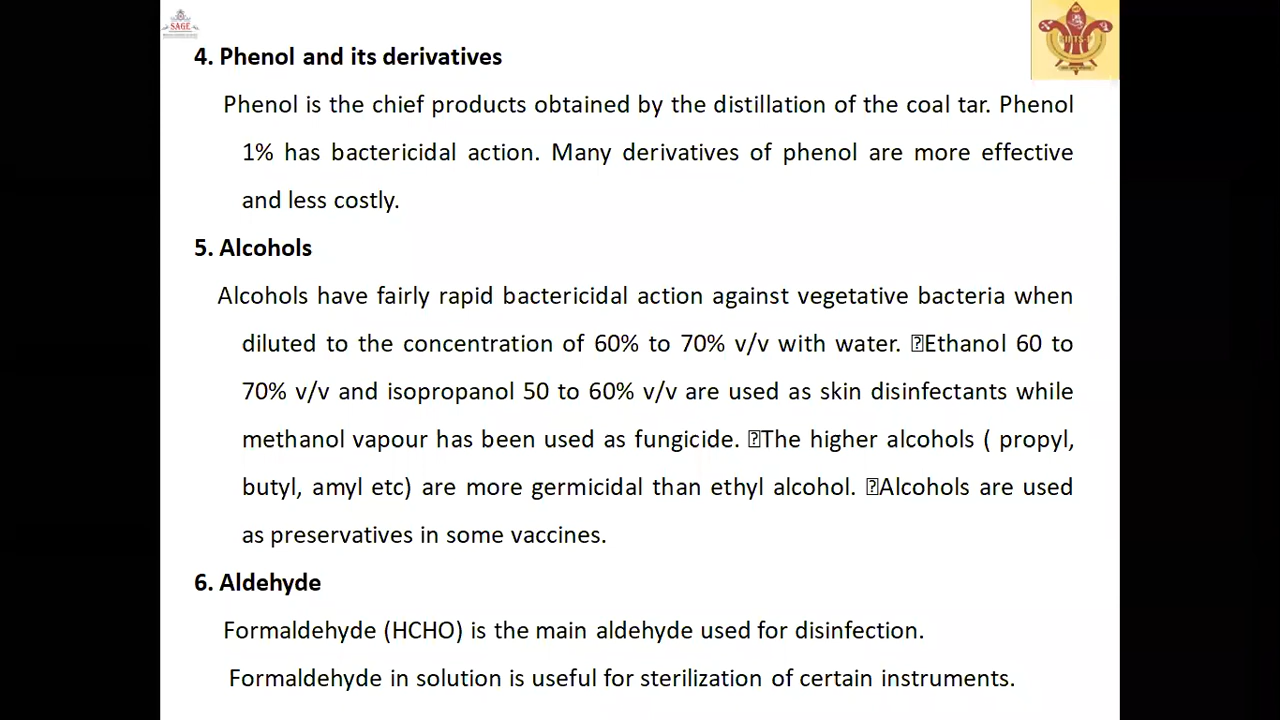 SAGE
4. Phenol and its derivatives
Phenol is the chief products obtained by the distillation of the coal tar. Phenol
1% has bactericidal action. Many derivatives of phenol are more effective
and less costly.
5. Alcohols
Alcohols have fairly rapid bactericidal action against vegetative bacteria when
diluted to the concentration of 60% to 70% v/v with water. ⍰Ethanol 60 to
70% v/v and isopropanol 50 to 60% v/v are used as skin disinfectants while
methanol vapour has been used as fungicide. ⍰The higher alcohols ( propyl,
butyl, amyl etc) are more germicidal than ethyl alcohol. ⍰Alcohols are used
as preservatives in some vaccines.
6. Aldehyde
Formaldehyde (HCHO) is the main aldehyde used for disinfection.
Formaldehyde in solution is useful for sterilization of certain instruments.